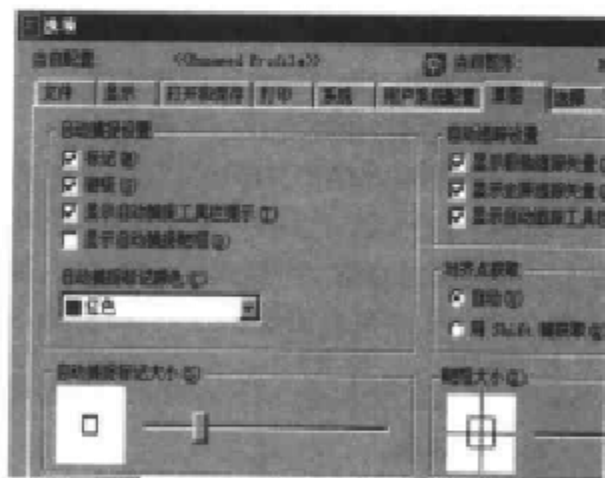 选项
当前配置: <<Unnamed Profile>> 当前图形:
文件 显示 打开和保存 打印 系统 用户系统配置 草图 选择
自动捕捉设置
标记(M)
磁吸(G)
显示自动捕捉工具栏提示(T)
显示自动捕捉靶框(D)
自动捕捉标记颜色(C):
红色
自动捕捉标记大小(S)
自动追踪设置
显示极轴追踪矢量(
显示全屏追踪矢量(
显示自动追踪工具栏
对齐点获取
自动(U)
用 Shift 键获取(Q)
靶框大小(Z)